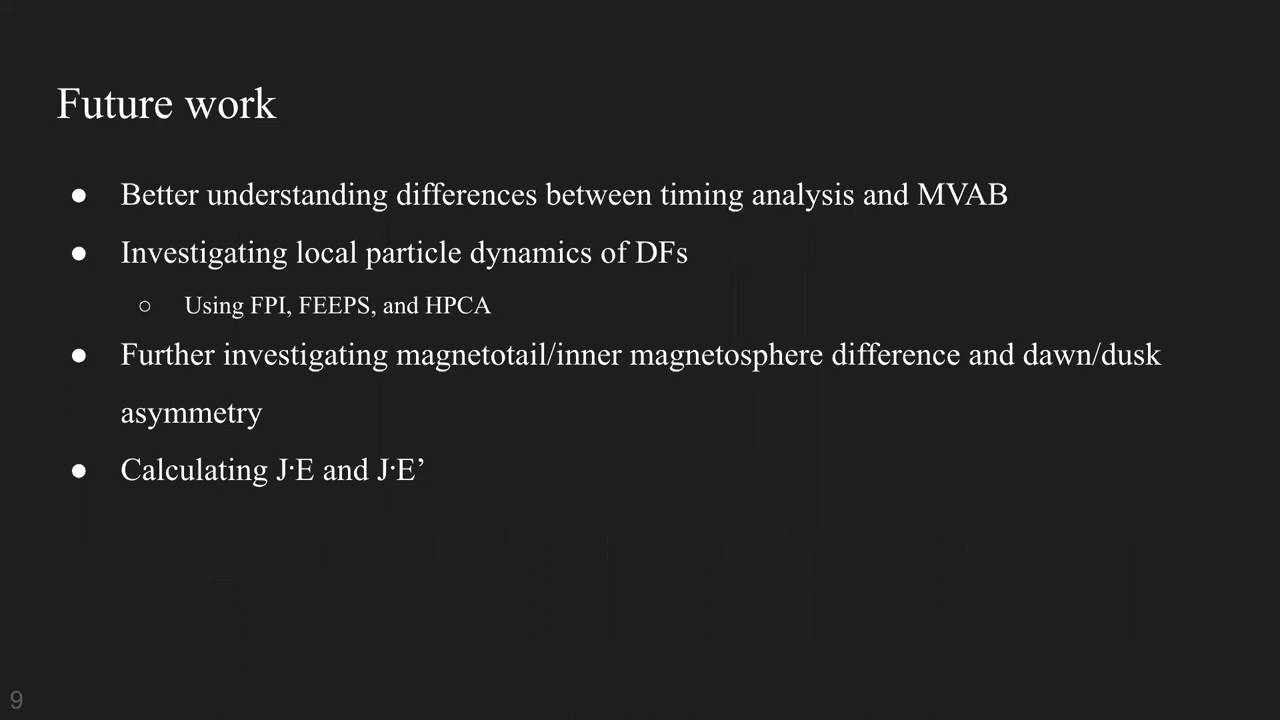 Future work
● Better understanding differences between timing analysis and MVAB
● Investigating local particle dynamics of DFs
○ Using FPI, FEEPS, and HPCA
● Further investigating magnetotail/inner magnetosphere difference and dawn/dusk
asymmetry
● Calculating J·E and J·E’
9